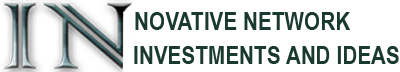 IN NOVATIVE NETWORK
INVESTMENTS AND IDEAS